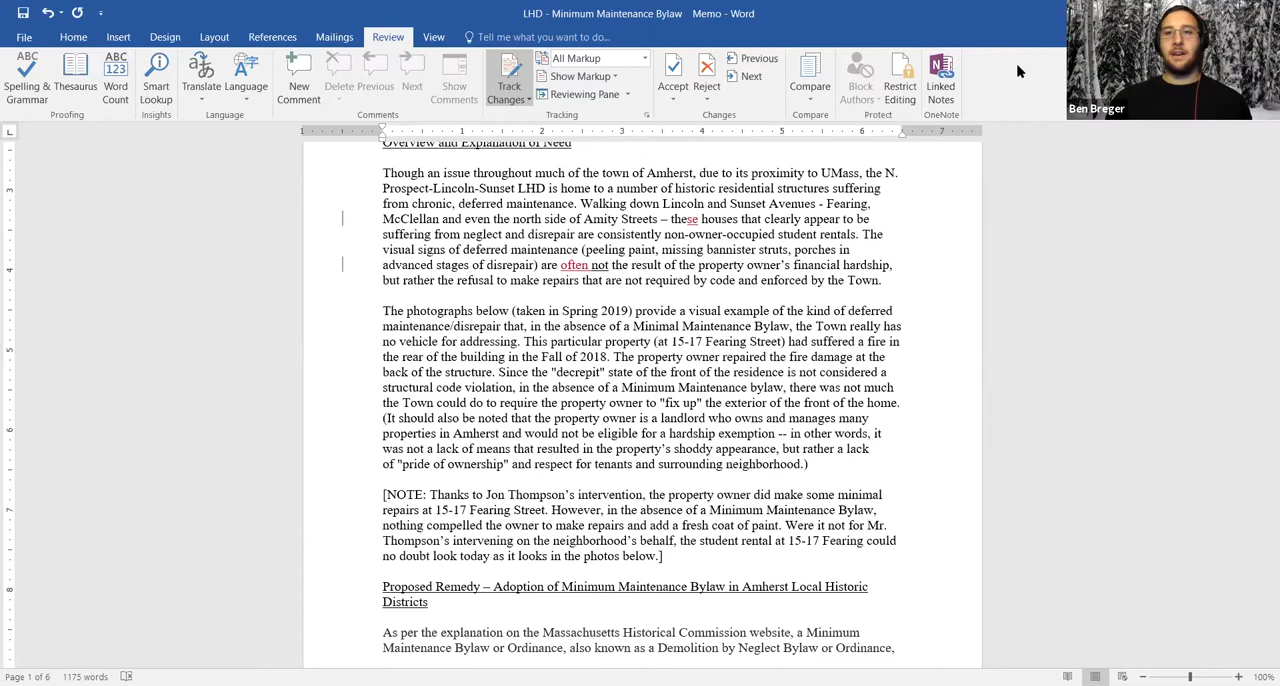 LHD - Minimum Maintenance Bylaw Memo - Word
File Home Insert Design Layout References Mailings Review View Tell me what you want to do...
ABC
Spelling & Grammar
Thesaurus
ABC 123
Word Count
Proofing
Smart Lookup
Insights
Translate
Language
Language
New Comment
Delete
Previous
Next
Show Comments
Comments
Track Changes
All Markup
Show Markup
Reviewing Pane
Tracking
Accept
Reject
Previous
Next
Changes
Compare
Compare
Block Authors
Restrict Editing
Protect
Linked Notes
OneNote
Ben Breger
1 1 2 3 4 5 6 7
3
4
5
6
7
8
Overview and Explanation of Need
Though an issue throughout much of the town of Amherst, due to its proximity to UMass, the N.
Prospect-Lincoln-Sunset LHD is home to a number of historic residential structures suffering
from chronic, deferred maintenance. Walking down Lincoln and Sunset Avenues - Fearing,
McClellan and even the north side of Amity Streets – these houses that clearly appear to be
suffering from neglect and disrepair are consistently non-owner-occupied student rentals. The
visual signs of deferred maintenance (peeling paint, missing bannister struts, porches in
advanced stages of disrepair) are often not the result of the property owner’s financial hardship,
but rather the refusal to make repairs that are not required by code and enforced by the Town.
The photographs below (taken in Spring 2019) provide a visual example of the kind of deferred
maintenance/disrepair that, in the absence of a Minimal Maintenance Bylaw, the Town really has
no vehicle for addressing. This particular property (at 15-17 Fearing Street) had suffered a fire in
the rear of the building in the Fall of 2018. The property owner repaired the fire damage at the
back of the structure. Since the "decrepit" state of the front of the residence is not considered a
structural code violation, in the absence of a Minimum Maintenance bylaw, there was not much
the Town could do to require the property owner to "fix up" the exterior of the front of the home.
(It should also be noted that the property owner is a landlord who owns and manages many
properties in Amherst and would not be eligible for a hardship exemption -- in other words, it
was not a lack of means that resulted in the property’s shoddy appearance, but rather a lack
of "pride of ownership" and respect for tenants and surrounding neighborhood.)
[NOTE: Thanks to Jon Thompson’s intervention, the property owner did make some minimal
repairs at 15-17 Fearing Street. However, in the absence of a Minimum Maintenance Bylaw,
nothing compelled the owner to make repairs and add a fresh coat of paint. Were it not for Mr.
Thompson’s intervening on the neighborhood’s behalf, the student rental at 15-17 Fearing could
no doubt look today as it looks in the photos below.]
Proposed Remedy – Adoption of Minimum Maintenance Bylaw in Amherst Local Historic
Districts
As per the explanation on the Massachusetts Historical Commission website, a Minimum
Maintenance Bylaw or Ordinance, also known as a Demolition by Neglect Bylaw or Ordinance,
Page 1 of 6 1175 words 100%